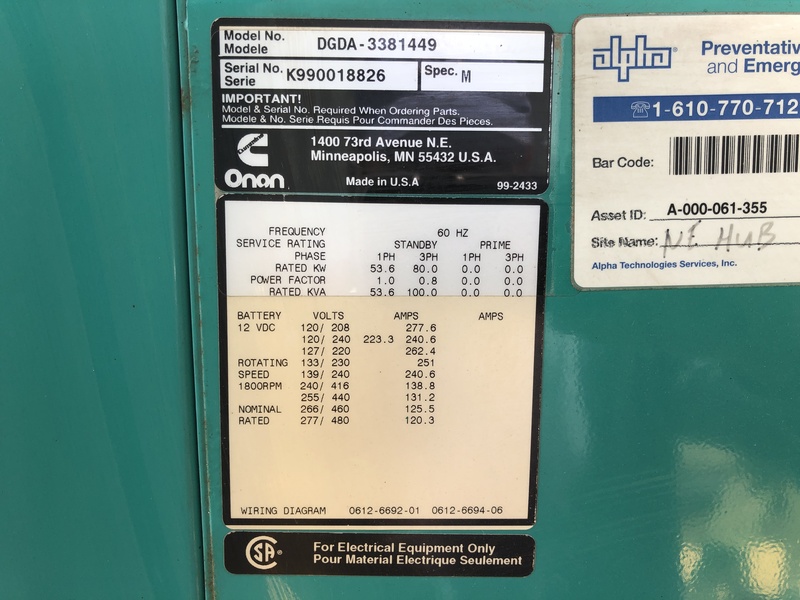 Model No. DGDA-3381449
Modele
Serial No. K990018826 Spec. M
Serie
IMPORTANT!
Model & Serial No. Required When Ordering Parts.
Modele & No. Serie Requis Pour Commander Des Pieces.
Cummins
Onan
1400 73rd Avenue N.E.
Minneapolis, MN 55432 U.S.A.
Made in U.S.A 99-2433
FREQUENCY 60 HZ
SERVICE RATING STANDBY PRIME
PHASE 1PH 3PH 1PH 3PH
RATED KW 53.6 80.0 0.0 0.0
POWER FACTOR 1.0 0.8 0.0 0.0
RATED KVA 53.6 100.0 0.0 0.0
BATTERY VOLTS AMPS AMPS
12 VDC 120/ 208 277.6
120/ 240 223.3 240.6
127/ 220 262.4
ROTATING 133/ 230 251
SPEED 139/ 240 240.6
1800RPM 240/ 416 138.8
255/ 440 131.2
NOMINAL 266/ 460 125.5
RATED 277/ 480 120.3
WIRING DIAGRAM 0612-6692-01 0612-6694-06
CSA
For Electrical Equipment Only
Pour Material Electrique Seulement
alpha
Preventativ
and Emerg
1-610-770-712
Bar Code:
Asset ID: A-000-061-355
Site Name: NE HUB
Alpha Technologies Services, Inc.